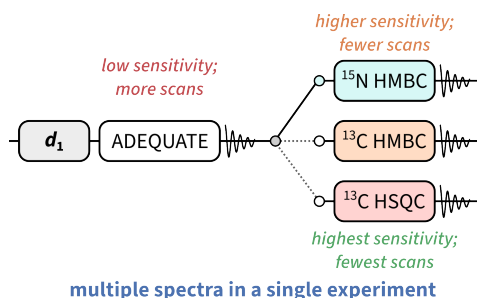 higher sensitivity;
fewer scans
low sensitivity;
more scans
¹⁵N HMBC
d₁
ADEQUATE
¹³C HMBC
¹³C HSQC
highest sensitivity;
fewest scans
multiple spectra in a single experiment